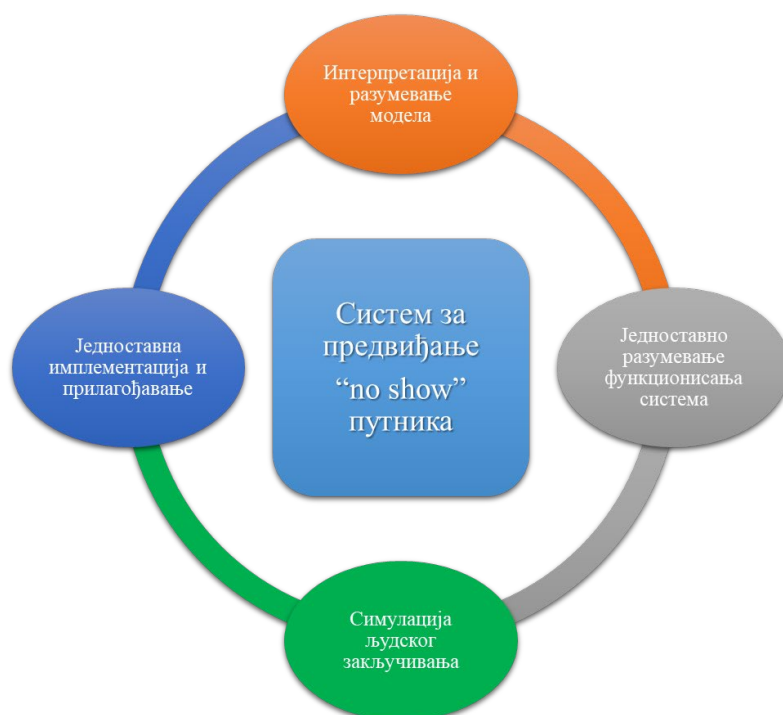 Интерпретација и
разумевање
модела
Једноставна
имплементација и
прилагођавање
Систем за
предвиђање
“no show”
путника
Једноставно
разумевање
функционисања
система
Симулација
људског
закључивања